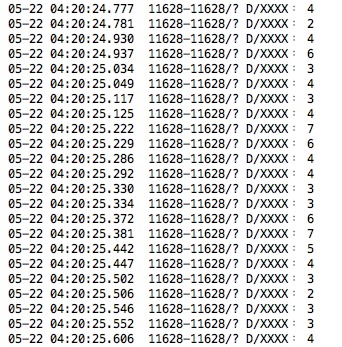 05-22 04:20:24.777 11628-11628/? D/XXXX: 4
05-22 04:20:24.781 11628-11628/? D/XXXX: 2
05-22 04:20:24.930 11628-11628/? D/XXXX: 4
05-22 04:20:24.937 11628-11628/? D/XXXX: 6
05-22 04:20:25.034 11628-11628/? D/XXXX: 3
05-22 04:20:25.049 11628-11628/? D/XXXX: 4
05-22 04:20:25.117 11628-11628/? D/XXXX: 3
05-22 04:20:25.125 11628-11628/? D/XXXX: 4
05-22 04:20:25.222 11628-11628/? D/XXXX: 7
05-22 04:20:25.229 11628-11628/? D/XXXX: 6
05-22 04:20:25.286 11628-11628/? D/XXXX: 4
05-22 04:20:25.292 11628-11628/? D/XXXX: 4
05-22 04:20:25.330 11628-11628/? D/XXXX: 3
05-22 04:20:25.334 11628-11628/? D/XXXX: 3
05-22 04:20:25.372 11628-11628/? D/XXXX: 6
05-22 04:20:25.381 11628-11628/? D/XXXX: 7
05-22 04:20:25.442 11628-11628/? D/XXXX: 5
05-22 04:20:25.447 11628-11628/? D/XXXX: 4
05-22 04:20:25.502 11628-11628/? D/XXXX: 3
05-22 04:20:25.506 11628-11628/? D/XXXX: 2
05-22 04:20:25.546 11628-11628/? D/XXXX: 3
05-22 04:20:25.552 11628-11628/? D/XXXX: 3
05-22 04:20:25.606 11628-11628/? D/XXXX: 4